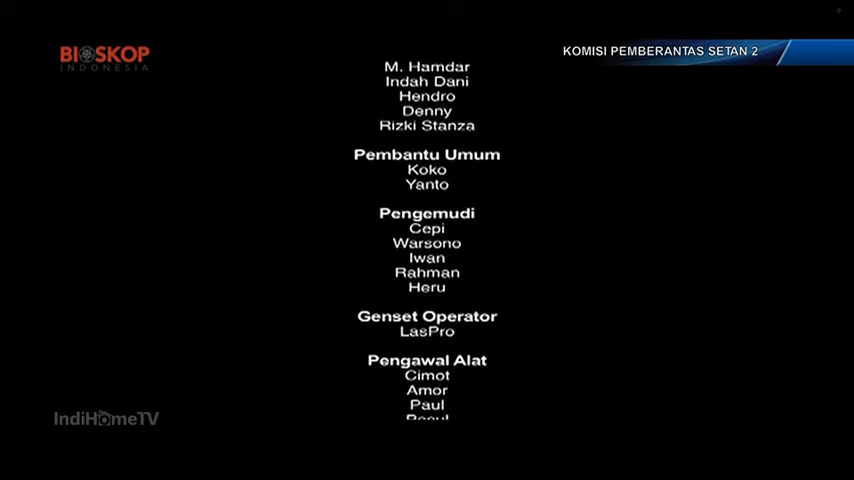 BIOSKOP
INDONESIA
KOMISI PEMBERANTAS SETAN 2
M. Hamdar
Indah Dani
Hendro
Denny
Rizki Stanza
Pembantu Umum
Koko
Yanto
Pengemudi
Cepi
Warsono
Iwan
Rahman
Heru
Genset Operator
LasPro
Pengawal Alat
Cimot
Amor
Paul
IndiHomeTV